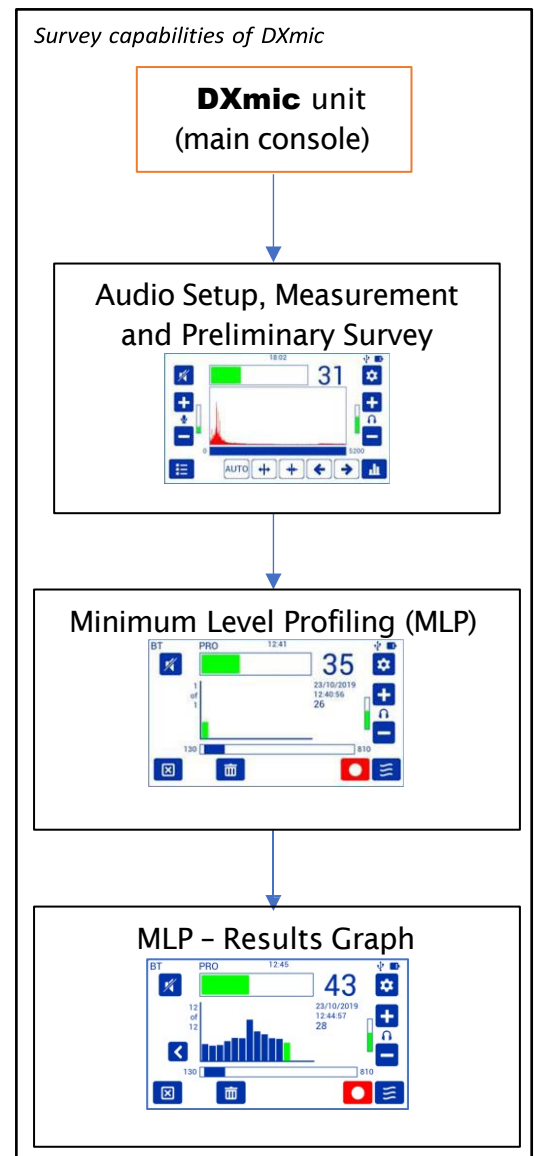 Survey capabilities of DXmic
DXmic unit
(main console)
Audio Setup, Measurement
and Preliminary Survey
18:02
31
0
5200
AUTO
Minimum Level Profiling (MLP)
BT PRO 12:41
35
1
of
1
23/10/2019
12:40:56
26
130
810
MLP – Results Graph
BT PRO 12:45
43
12
of
12
23/10/2019
12:44:57
28
130
810